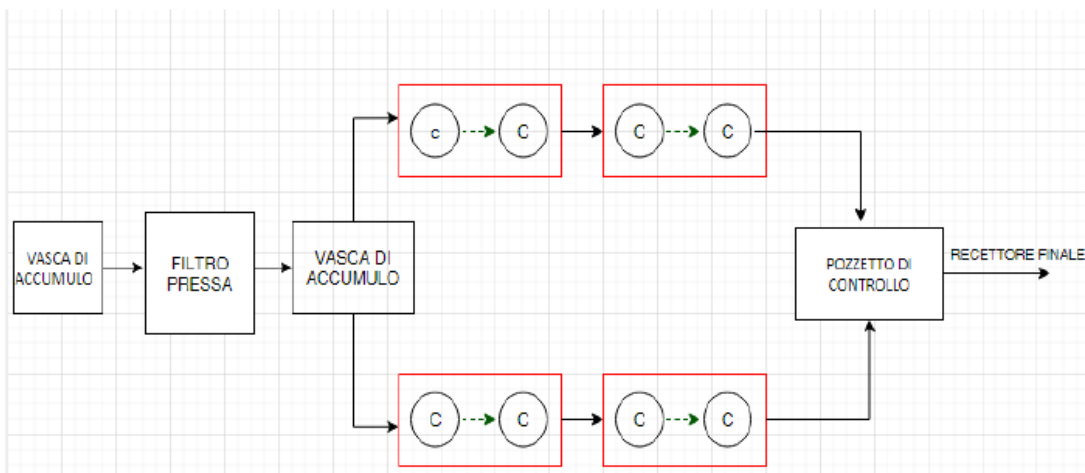 c
C
C
C
VASCA DI
ACCUMULO
FILTRO
PRESSA
VASCA DI
ACCUMULO
POZZETTO DI
CONTROLLO
RECETTORE FINALE
C
C
C
C